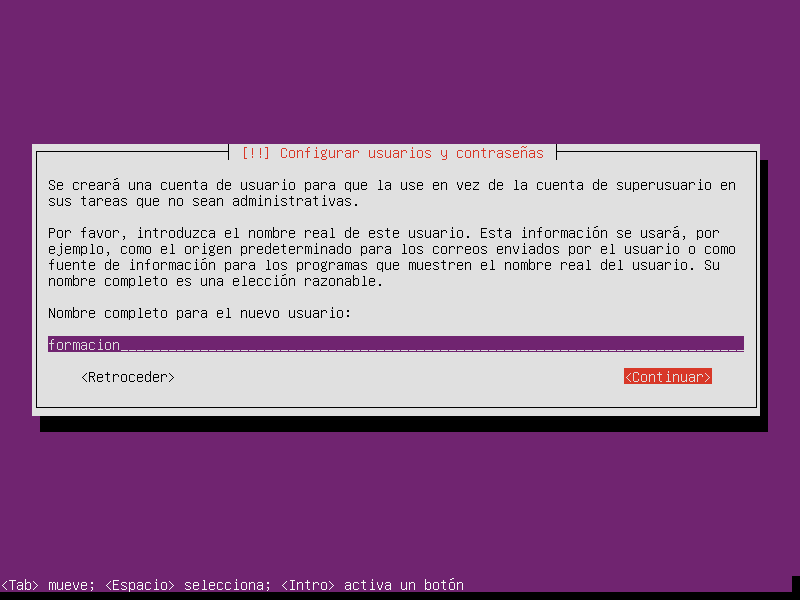 [!!] Configurar usuarios y contraseñas
Se creará una cuenta de usuario para que la use en vez de la cuenta de superusuario en
sus tareas que no sean administrativas.
Por favor, introduzca el nombre real de este usuario. Esta información se usará, por
ejemplo, como el origen predeterminado para los correos enviados por el usuario o como
fuente de información para los programas que muestren el nombre real del usuario. Su
nombre completo es una elección razonable.
Nombre completo para el nuevo usuario:
formacion
<Retroceder> <Continuar>
<Tab> mueve; <Espacio> selecciona; <Intro> activa un botón